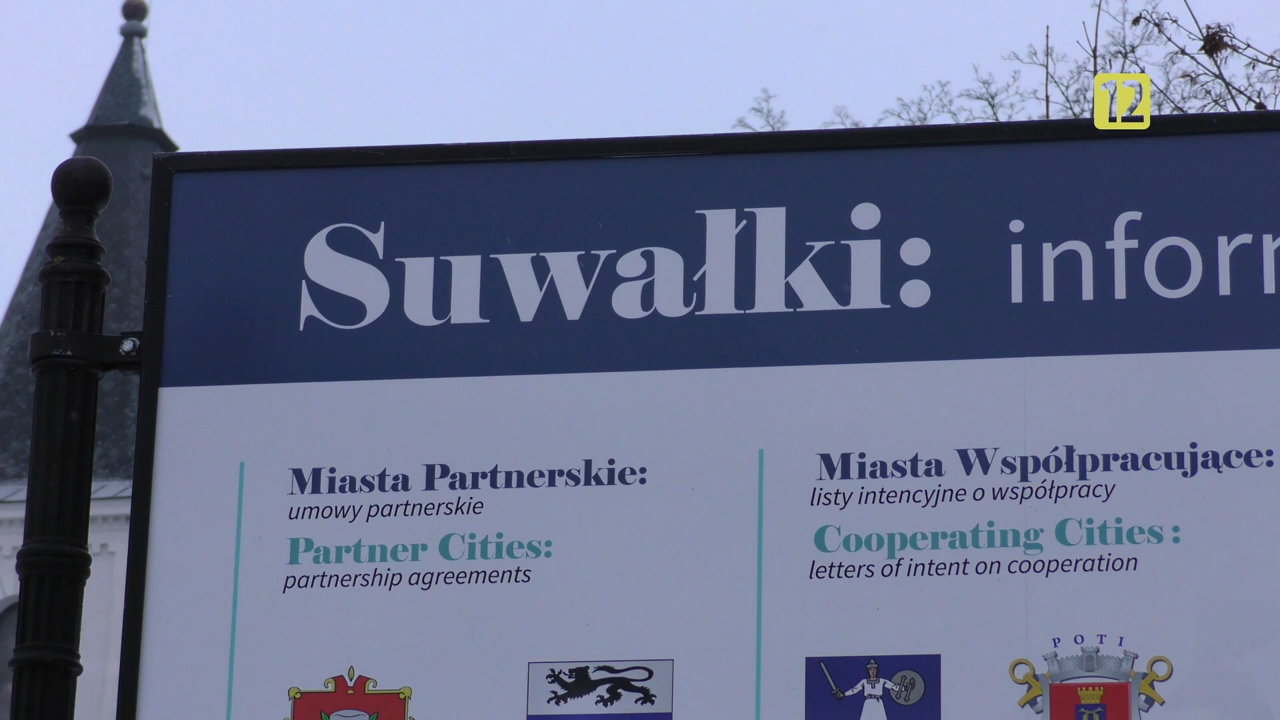 12
Suwałki:
Miasta Partnerskie:
umowy partnerskie
Partner Cities:
partnership agreements
Miasta Współpracujące:
listy intencyjne o współpracy
Cooperating Cities:
letters of intent on cooperation
POTI